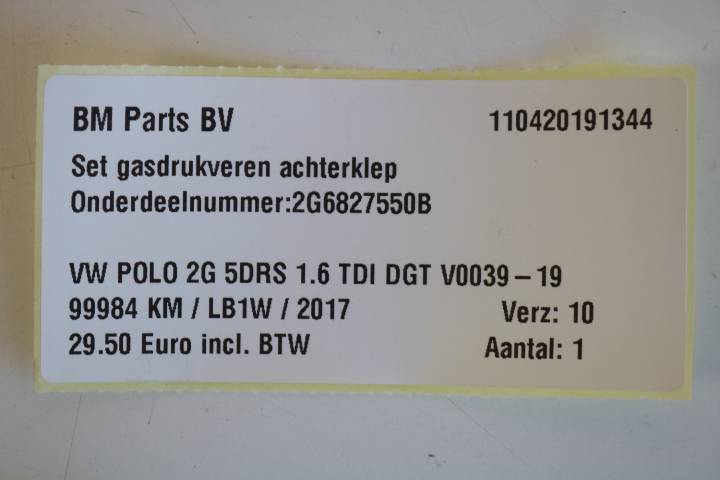 BM Parts BV 110420191344
Set gasdrukveren achterklep
Onderdeelnummer:2G6827550B
VW POLO 2G 5DRS 1.6 TDI DGT V0039 – 19
99984 KM / LB1W / 2017 Verz: 10
29.50 Euro incl. BTW Aantal: 1